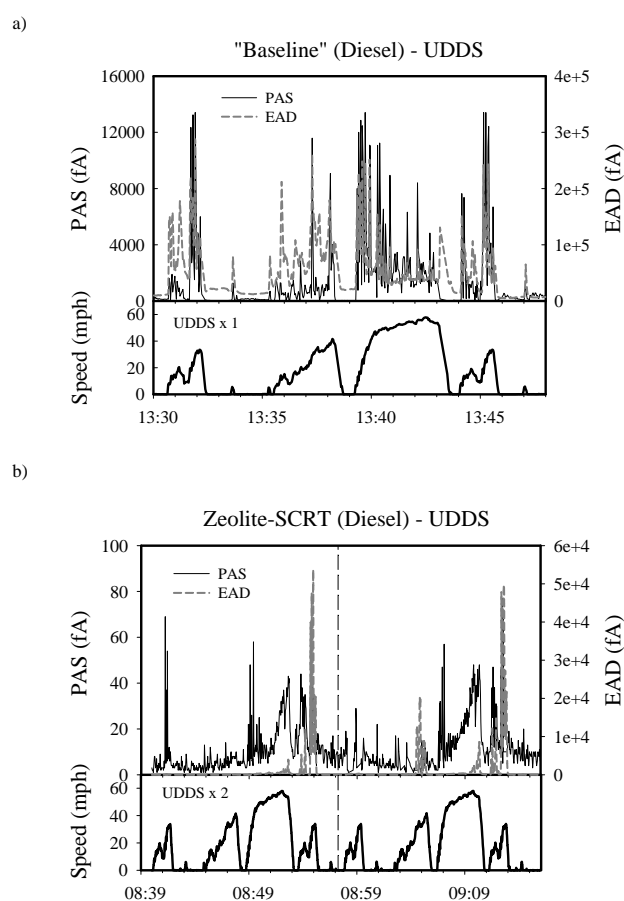 a)
"Baseline" (Diesel) - UDDS
16000
12000
8000
4000
0
PAS (fA)
PAS
EAD
4e+5
3e+5
2e+5
1e+5
0
EAD (fA)
60
40
20
0
Speed (mph)
UDDS x 1
13:30 13:35 13:40 13:45
b)
Zeolite-SCRT (Diesel) - UDDS
100
80
60
40
20
0
PAS (fA)
PAS
EAD
6e+4
5e+4
4e+4
3e+4
2e+4
1e+4
0
EAD (fA)
60
40
20
0
Speed (mph)
UDDS x 2
08:39 08:49 08:59 09:09